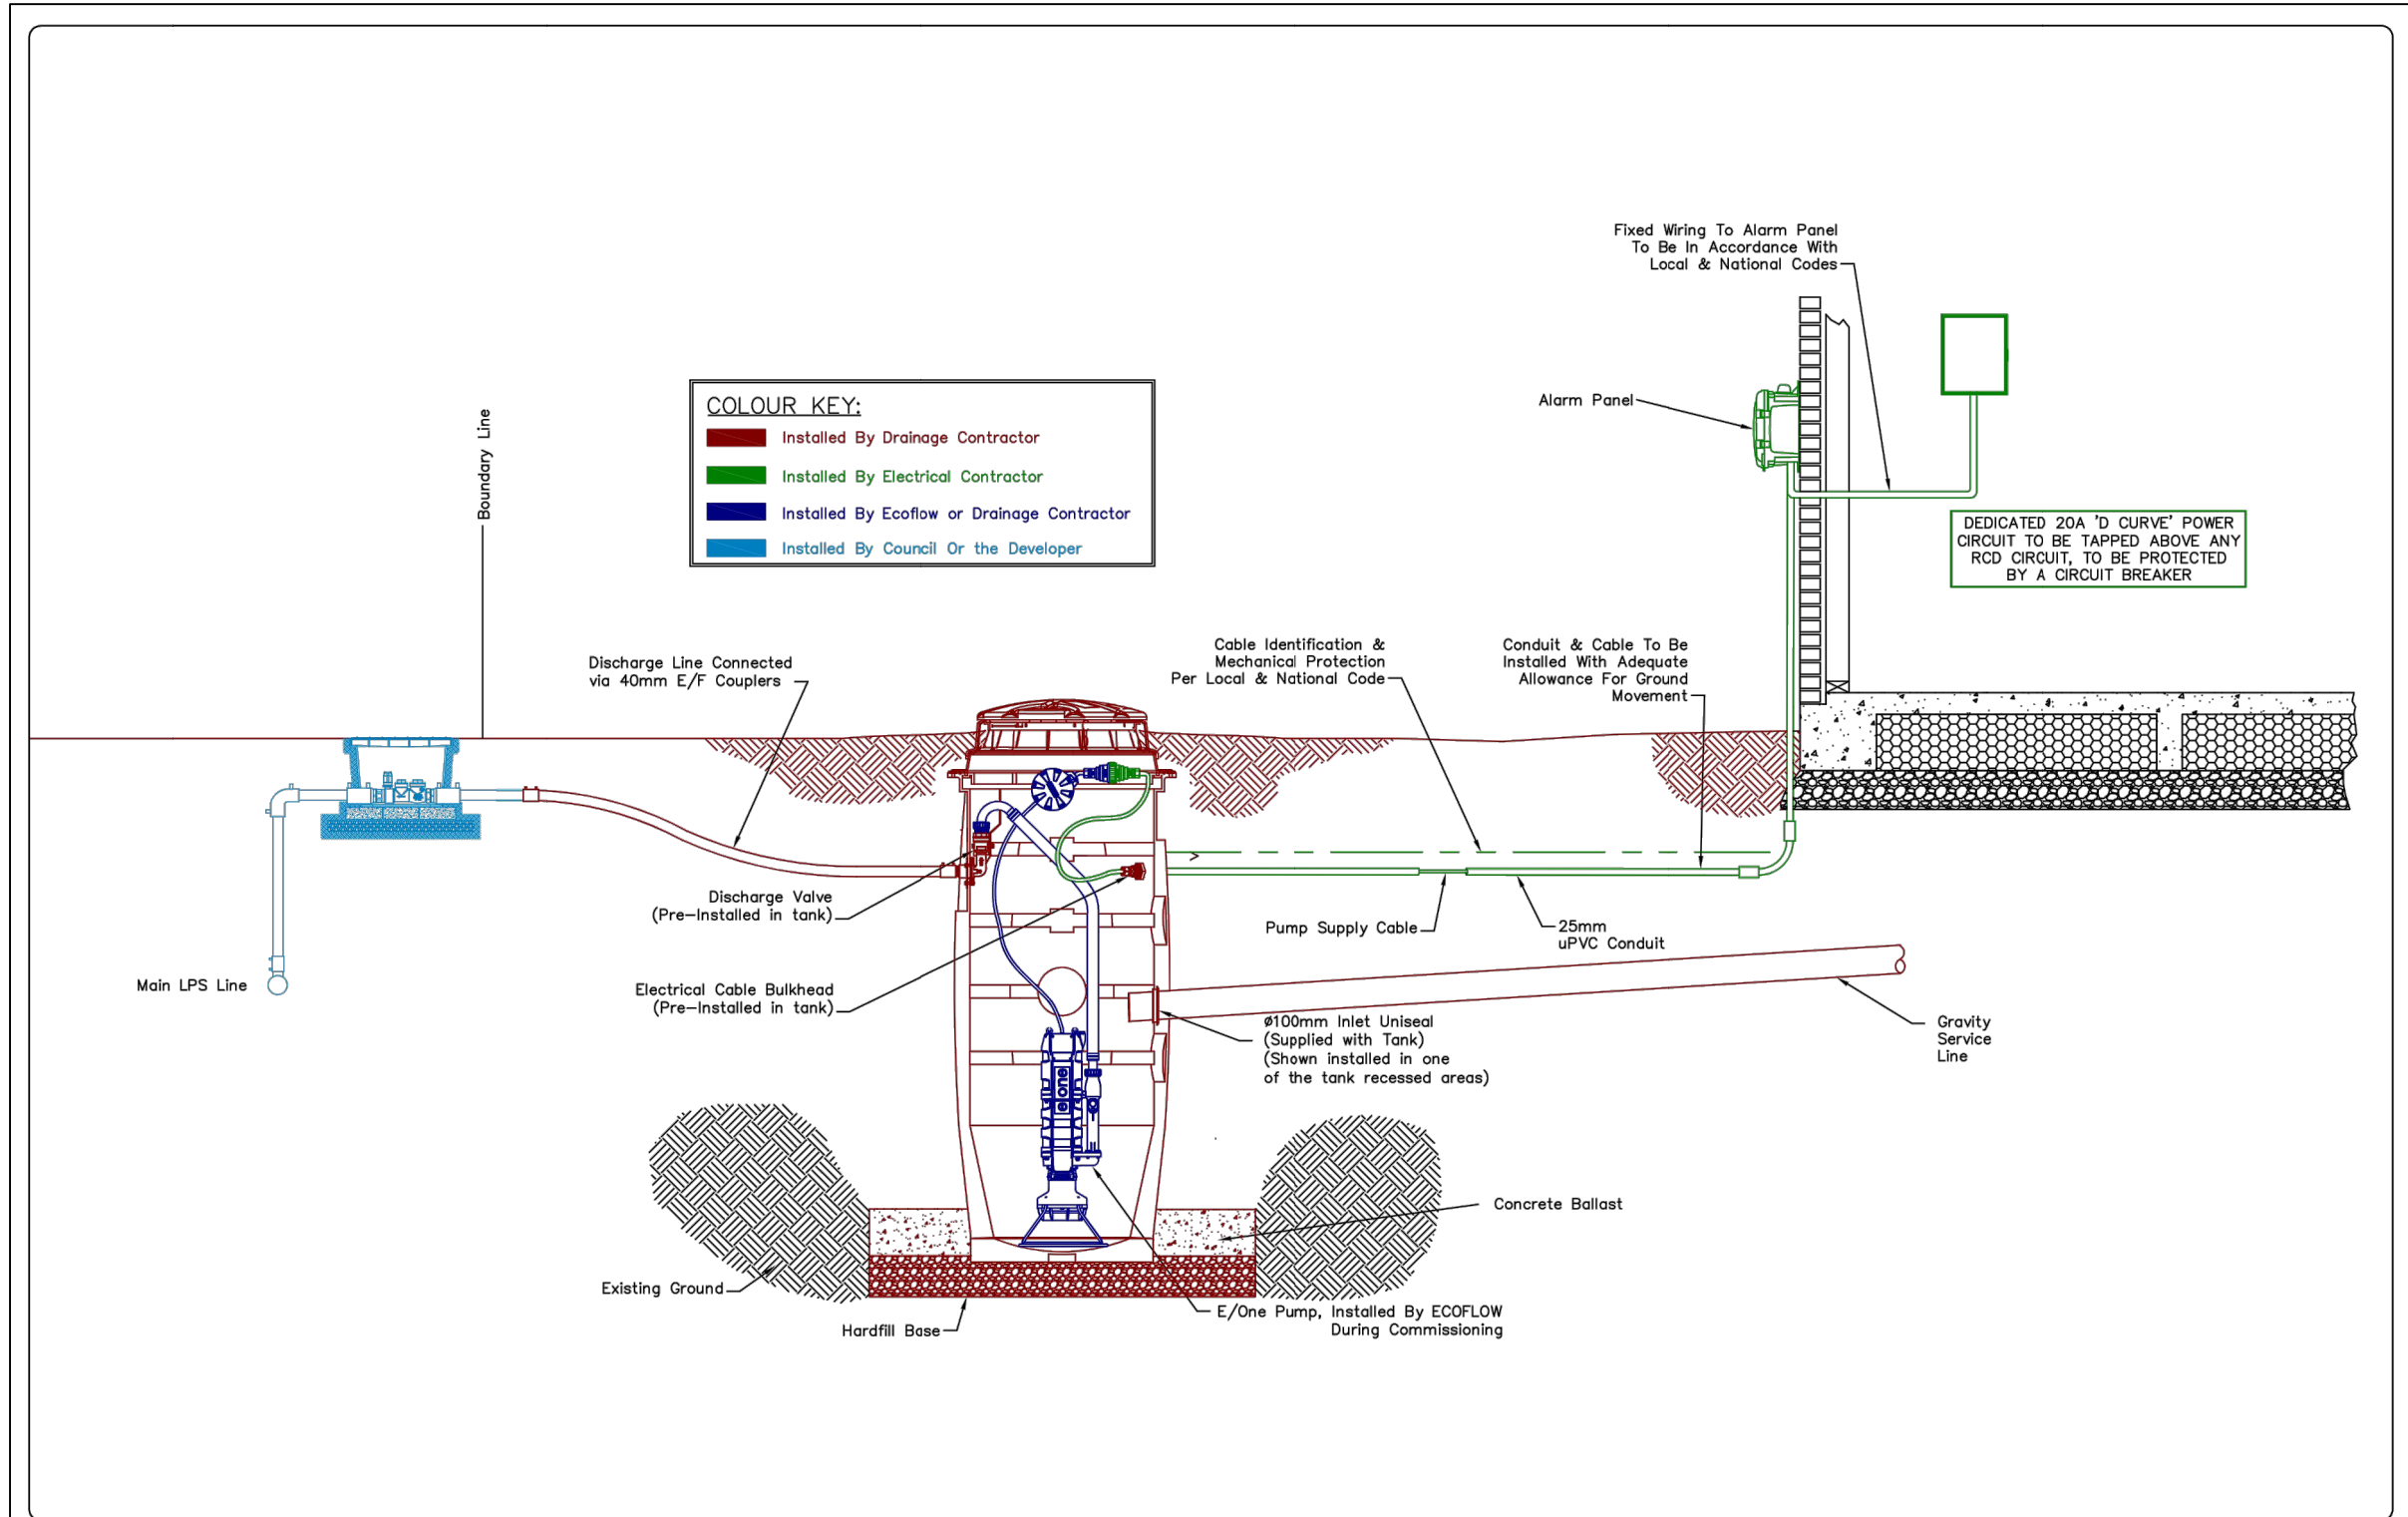 Fixed Wiring To Alarm Panel
To Be In Accordance With
Local & National Codes
Alarm Panel
COLOUR KEY:
Installed By Drainage Contractor
Installed By Electrical Contractor
Installed By Ecoflow or Drainage Contractor
Installed By Council Or the Developer
Boundary Line
DEDICATED 20A 'D CURVE' POWER
CIRCUIT TO BE TAPPED ABOVE ANY
RCD CIRCUIT, TO BE PROTECTED
BY A CIRCUIT BREAKER
Discharge Line Connected
via 40mm E/F Couplers
Cable Identification &
Mechanical Protection
Per Local & National Code
Conduit & Cable To Be
Installed With Adequate
Allowance For Ground
Movement
Discharge Valve
(Pre-Installed in tank)
Pump Supply Cable
25mm
uPVC Conduit
Main LPS Line
Electrical Cable Bulkhead
(Pre-Installed in tank)
ø100mm Inlet Uniseal
(Supplied with Tank)
(Shown installed in one
of the tank recessed areas)
Gravity
Service
Line
e|one
Concrete Ballast
Existing Ground
Hardfill Base
E/One Pump, Installed By ECOFLOW
During Commissioning